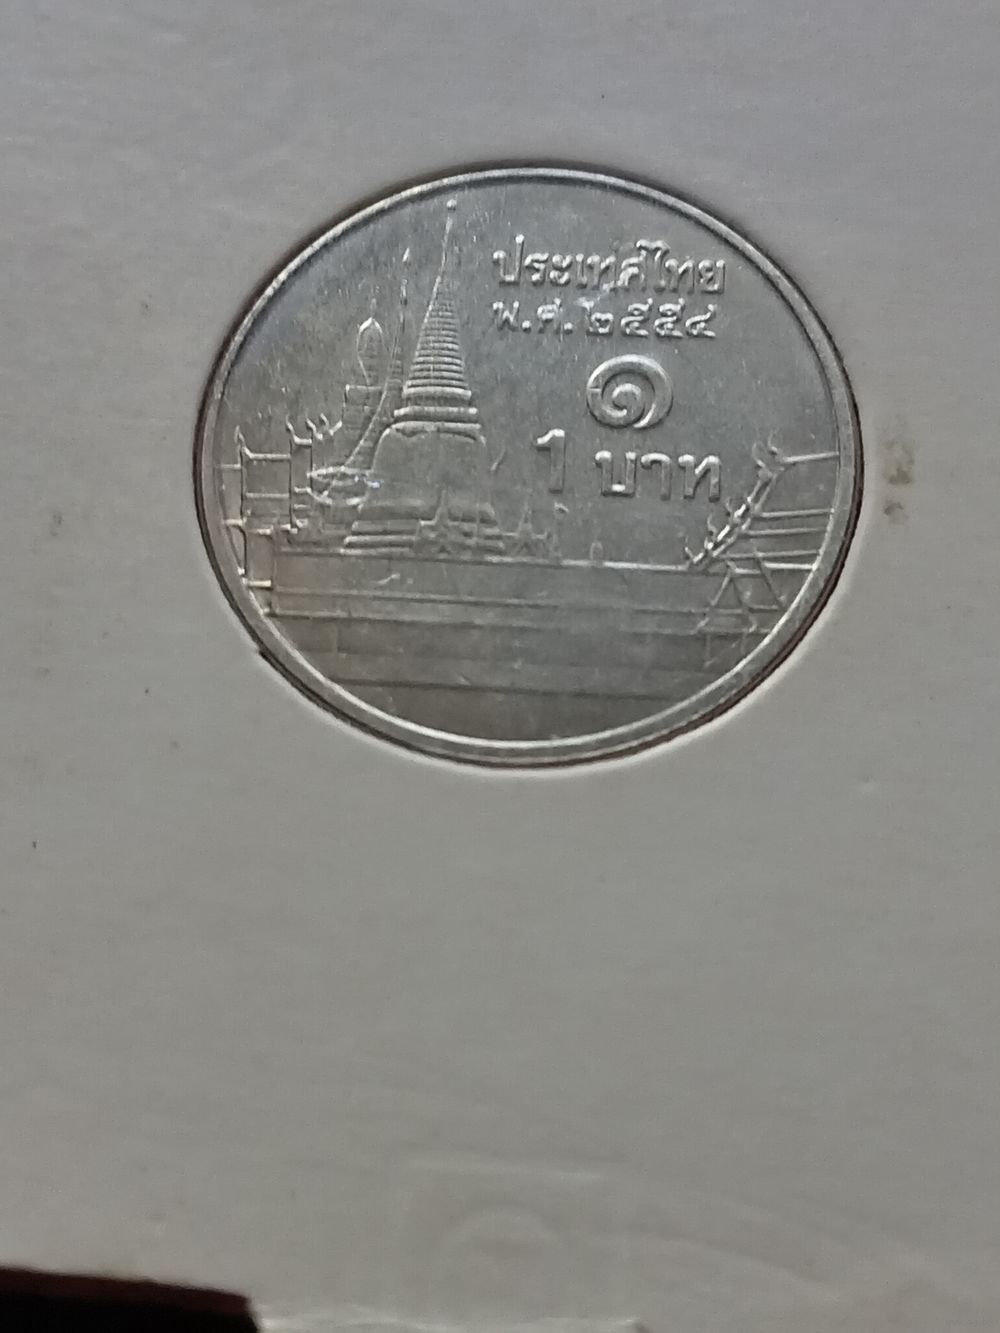 ประเทศไทย
พ.ศ. ๒๕๕๔
๑
1 บาท